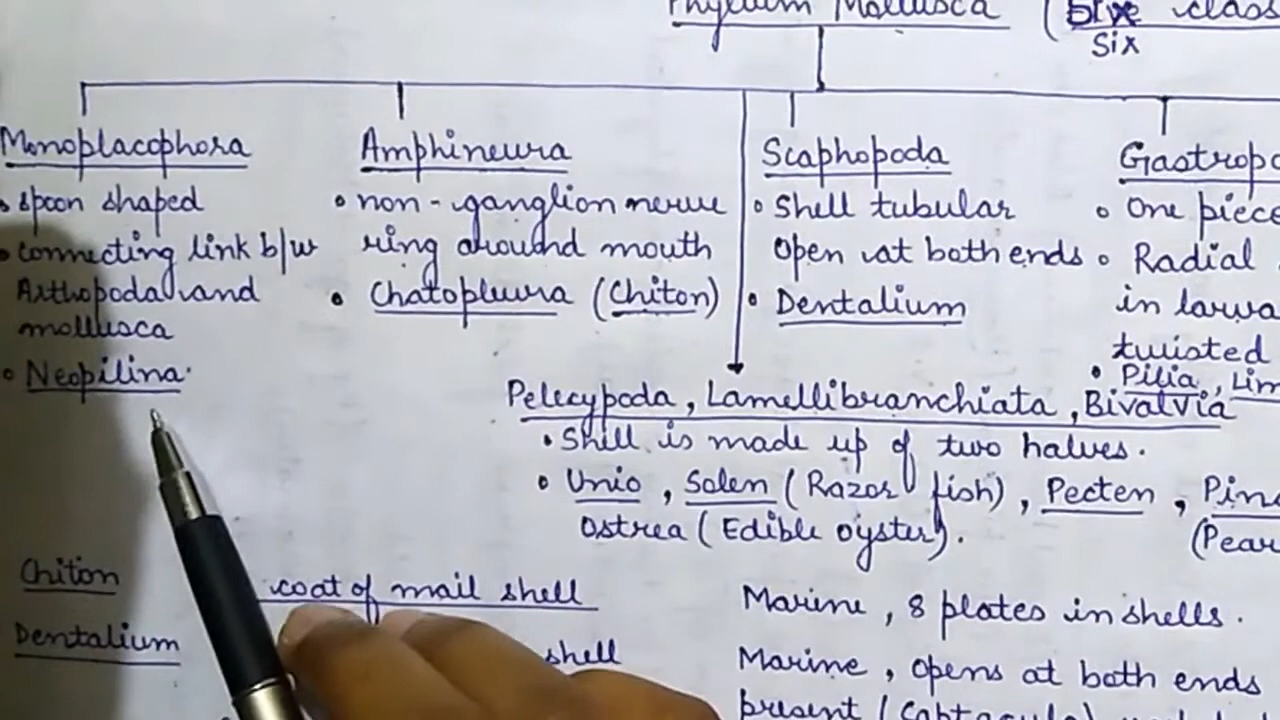 Phylum Mollusca (
Six
Monoplacophora
• spoon shaped
• connecting link b/w
Arthopoda and
mollusca
• Neopilina.
Amphineura
• non-ganglion nerve
ring around mouth
• Chatopleura (Chiton)
Scaphopoda
• Shell tubular
Open at both ends
• Dentalium
Gastropo
• One piece
• Radial
in larva
twisted
• Pilia, Lim
Pelecypoda, Lamellibranchiata, Bivalvia
• Shell is made up of two halves.
• Unio, Solen (Razor fish), Pecten, Pin
Ostrea (Edible oyster).
(Pear
Chiton coat of mail shell Marine, 8 plates in shells.
Dentalium shell Marine, opens at both ends
present (